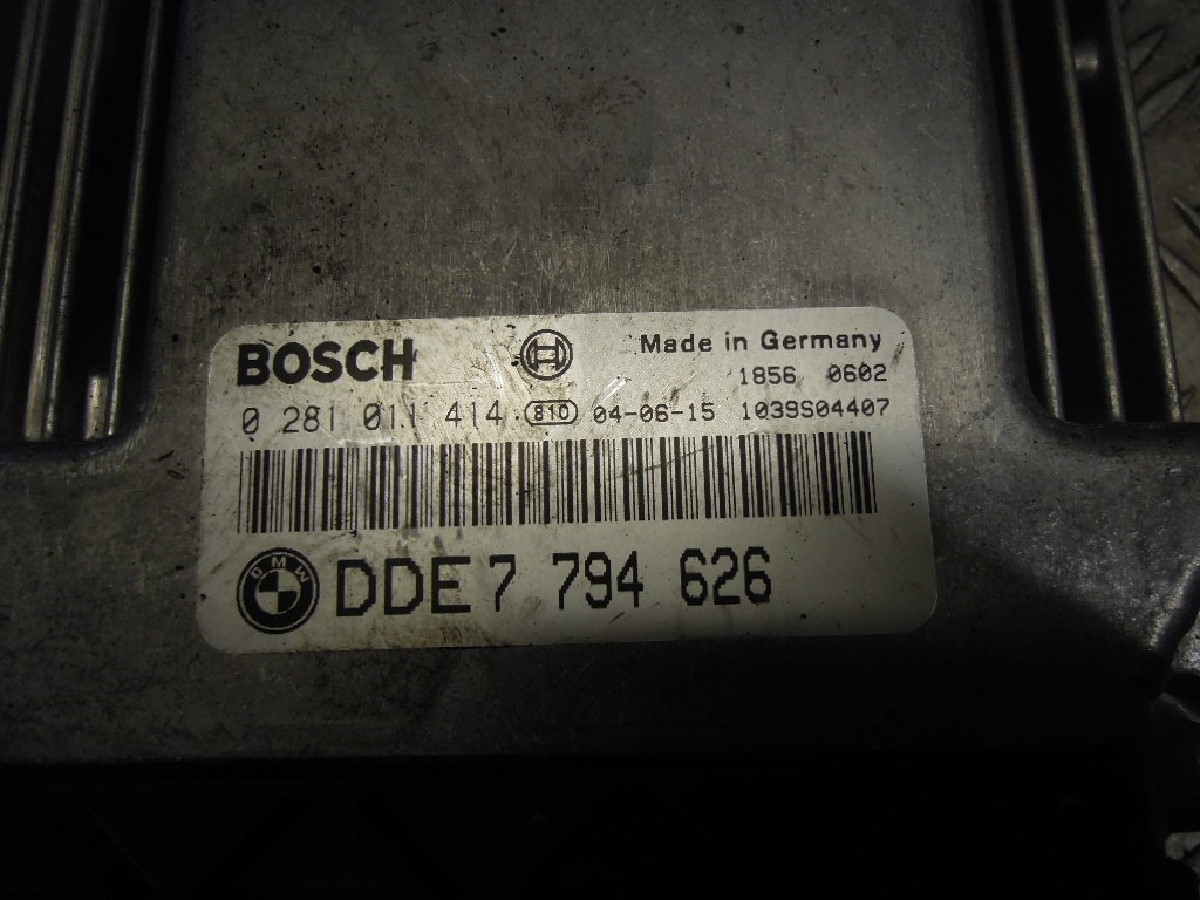 BOSCH Made in Germany
1856 0602
0 281 011 414 810 04-06-15 1039S04407
BMW DDE 7 794 626